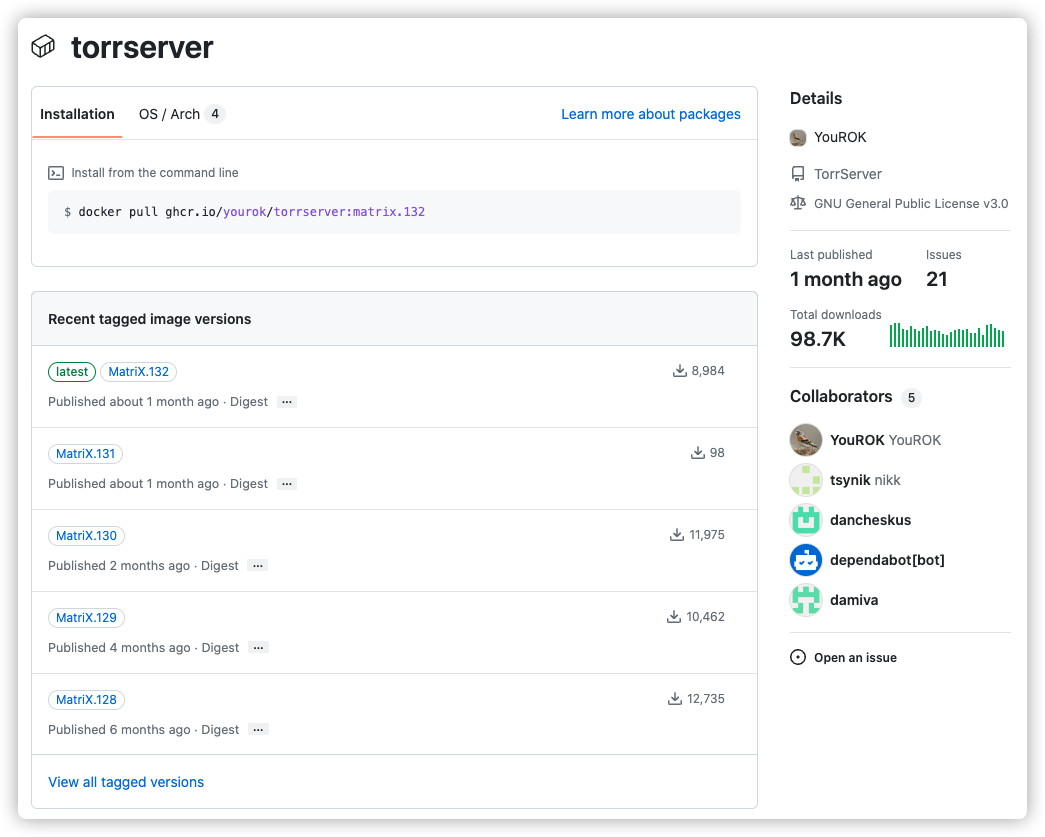 torrserver
Installation
OS / Arch 4
Learn more about packages
Install from the command line
$ docker pull ghcr.io/yourok/torrserver:matrix.132
Recent tagged image versions
latest MatriX.132
8,984
Published about 1 month ago · Digest ...
MatriX.131
98
Published about 1 month ago · Digest ...
MatriX.130
11,975
Published 2 months ago · Digest ...
MatriX.129
10,462
Published 4 months ago · Digest ...
MatriX.128
12,735
Published 6 months ago · Digest ...
View all tagged versions
Details
YouROK
TorrServer
GNU General Public License v3.0
Last published
1 month ago
Issues
21
Total downloads
98.7K
Collaborators 5
YouROK YouROK
tsynik nikk
dancheskus
dependabot[bot]
damiva
Open an issue